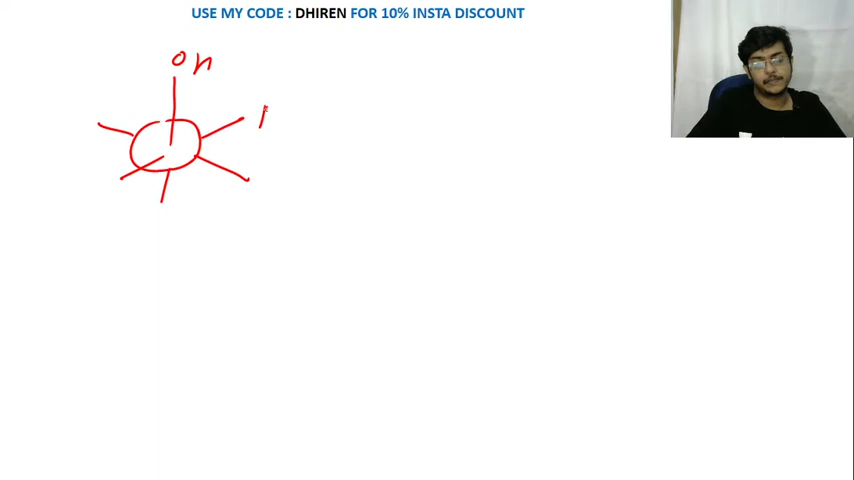 USE MY CODE : DHIREN FOR 10% INSTA DISCOUNT
OH